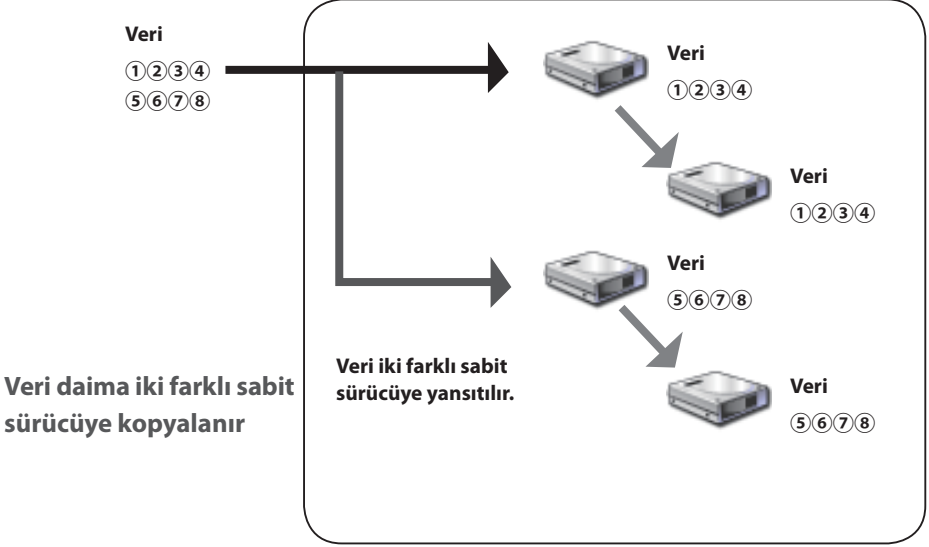 Veri
①②③④
⑤⑥⑦⑧
Veri
①②③④
Veri
①②③④
Veri
⑤⑥⑦⑧
Veri iki farklı sabit
sürücüye yansıtılır.
Veri
⑤⑥⑦⑧
Veri daima iki farklı sabit
sürücüye kopyalanır